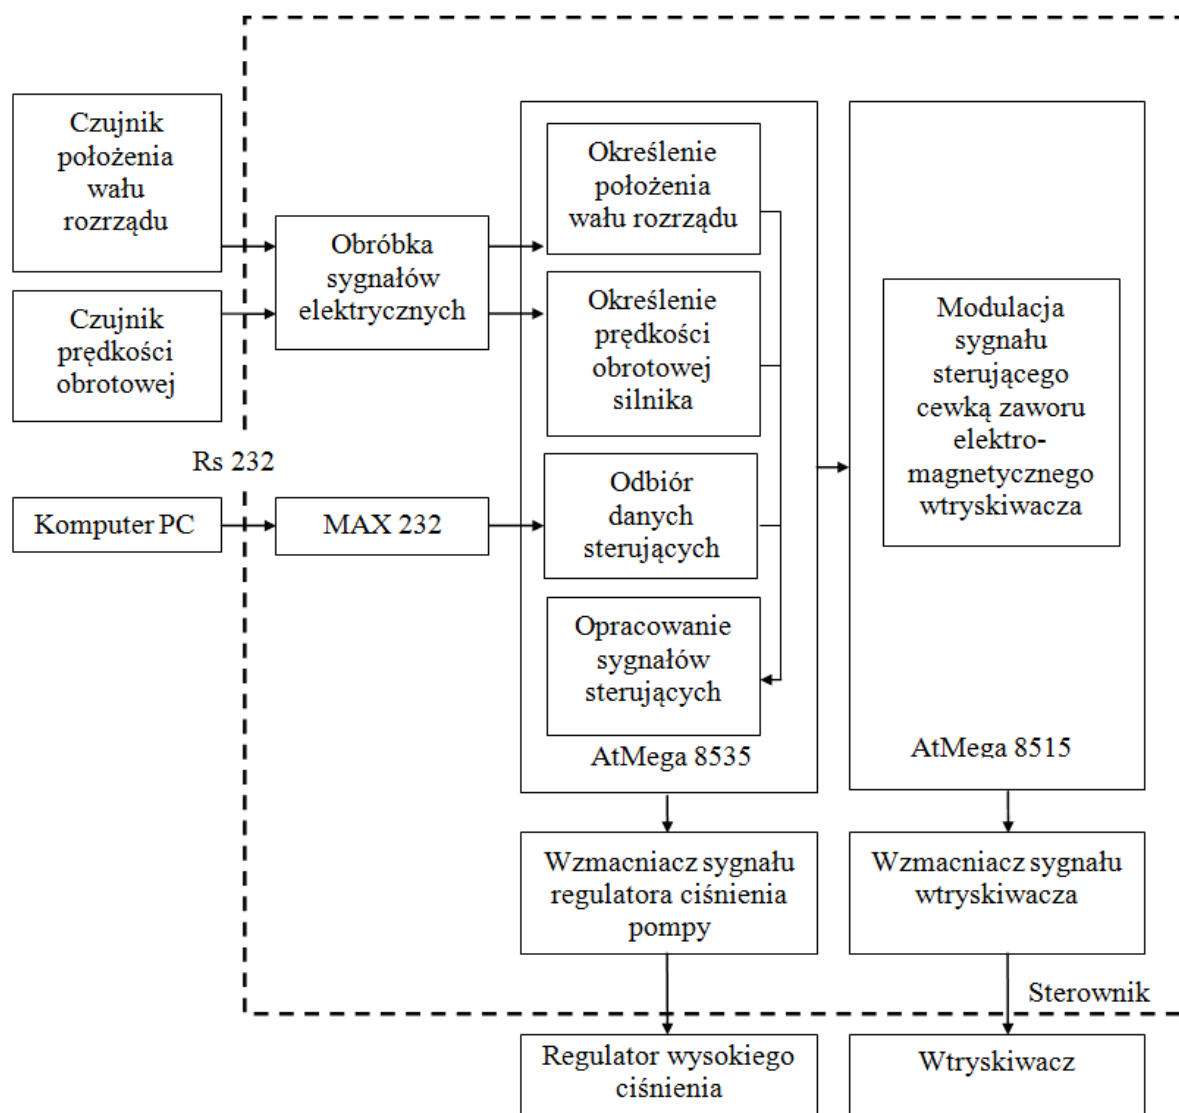 Czujnik
położenia
wału
rozrządu
Czujnik
prędkości
obrotowej
Rs 232
Komputer PC
Obróbka
sygnałów
elektrycznych
MAX 232
Określenie
położenia
wału rozrządu
Określenie
prędkości
obrotowej
silnika
Odbiór
danych
sterujących
Opracowanie
sygnałów
sterujących
AtMega 8535
Modulacja
sygnału
sterującego
cewką zaworu
elektro-
magnetycznego
wtryskiwacza
AtMega 8515
Wzmacniacz sygnału
regulatora ciśnienia
pompy
Wzmacniacz sygnału
wtryskiwacza
Sterownik
Regulator wysokiego
ciśnienia
Wtryskiwacz